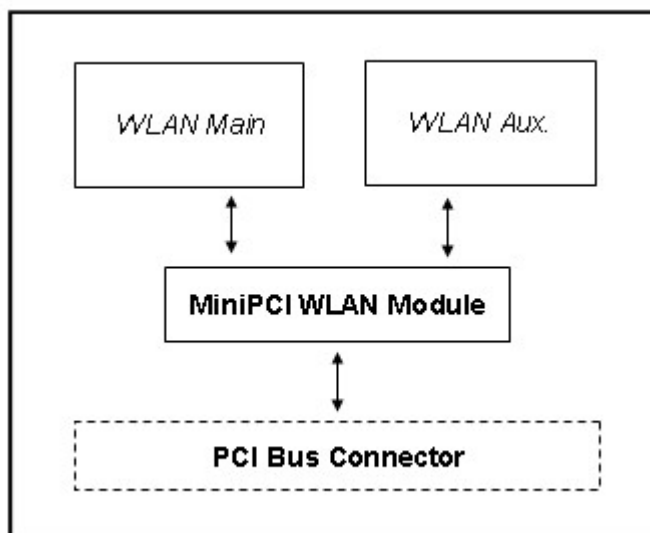 WLAN Main
WLAN Aux.
MiniPCI WLAN Module
PCI Bus Connector